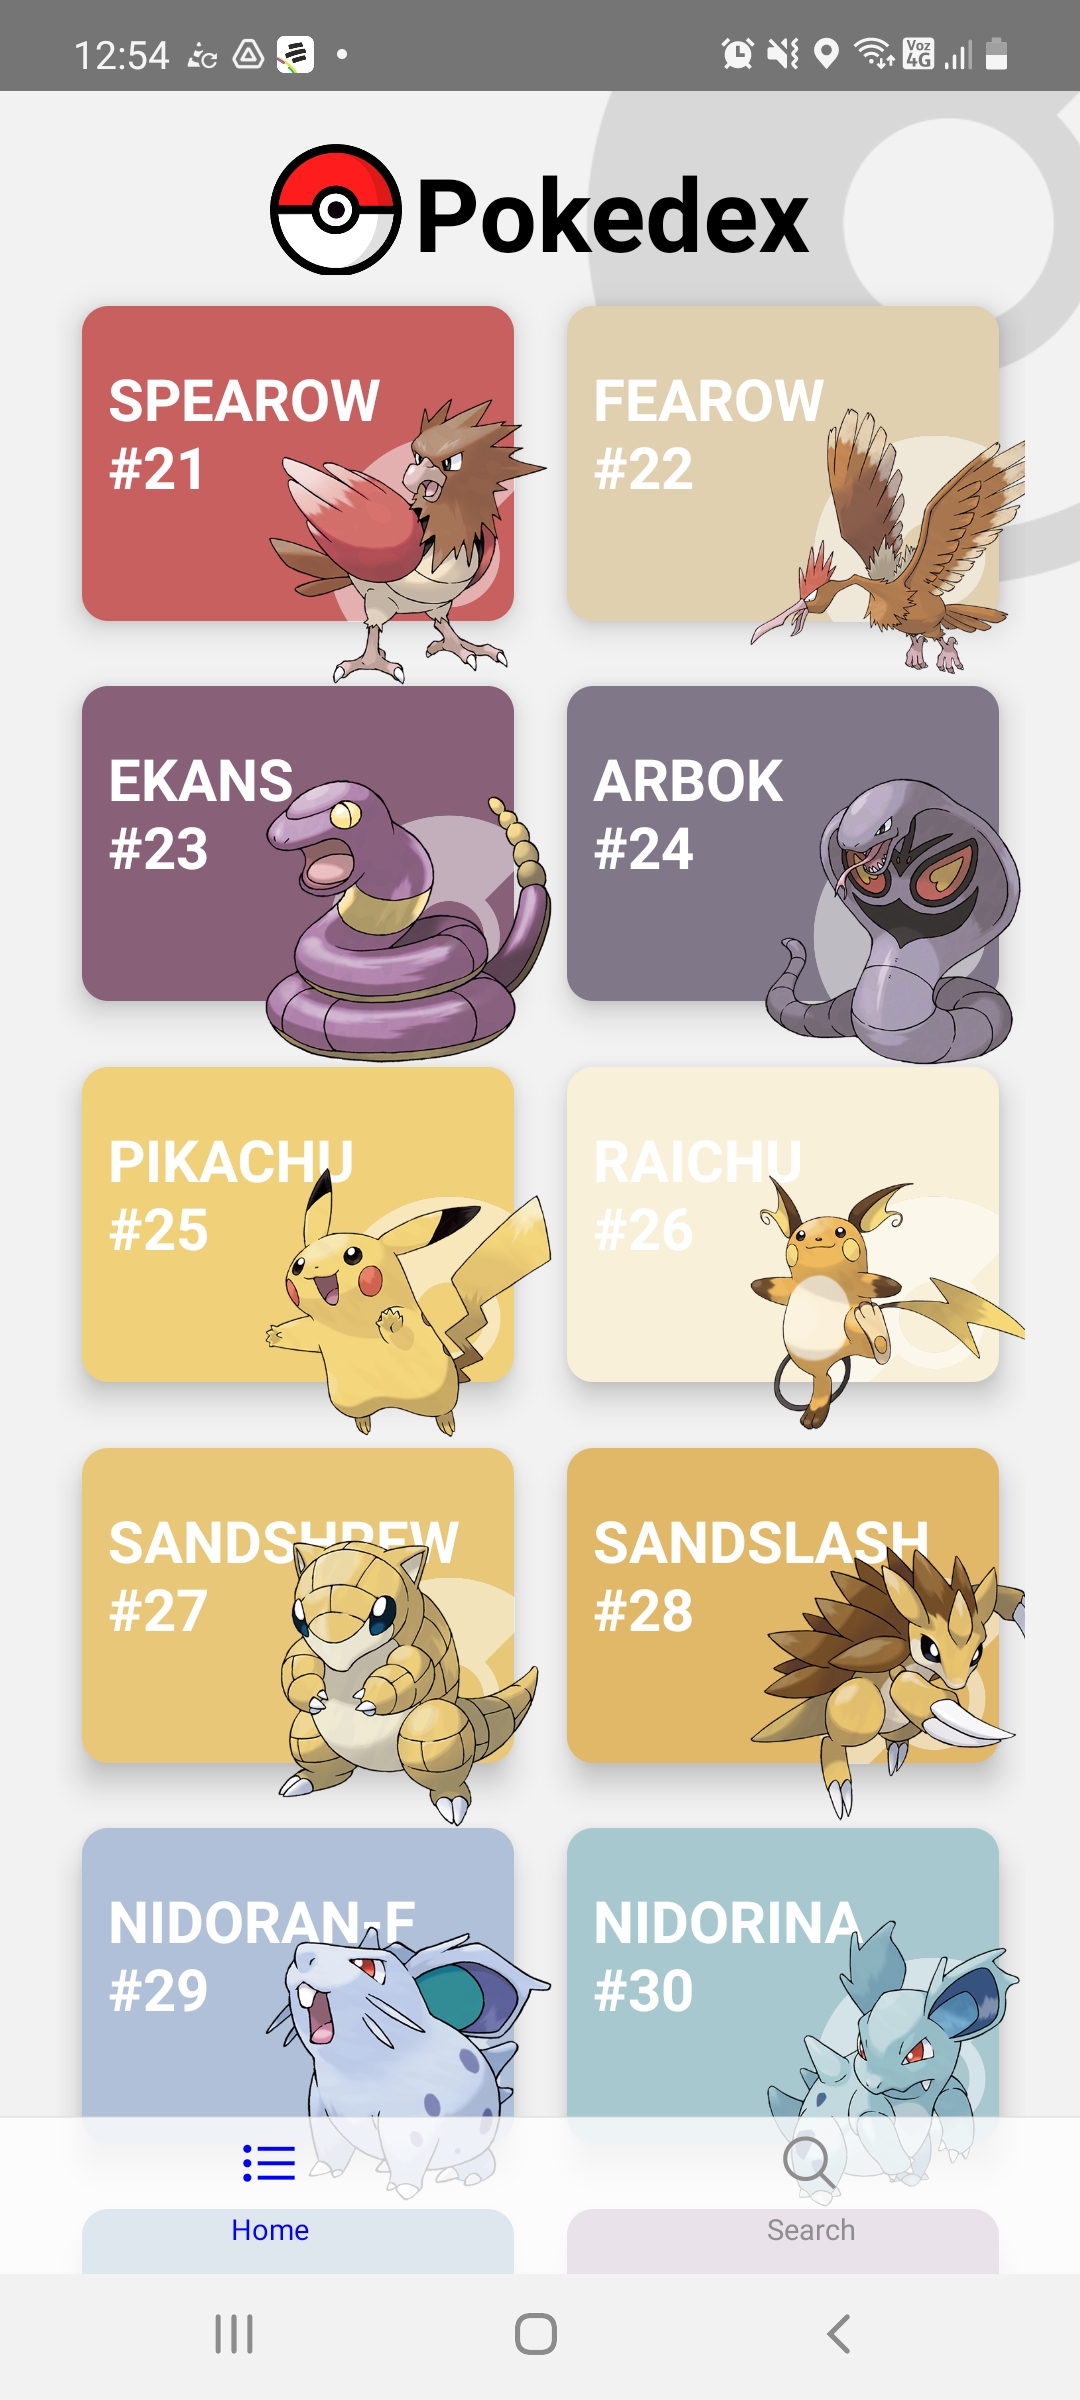 12:54
Voz
4G
Pokedex
SPEAROW
#21
FEAROW
#22
EKANS
#23
ARBOK
#24
PIKACHU
#25
RAICHU
#26
SANDSHREW
#27
SANDSLASH
#28
NIDORAN-F
#29
NIDORINA
#30
Home
Search